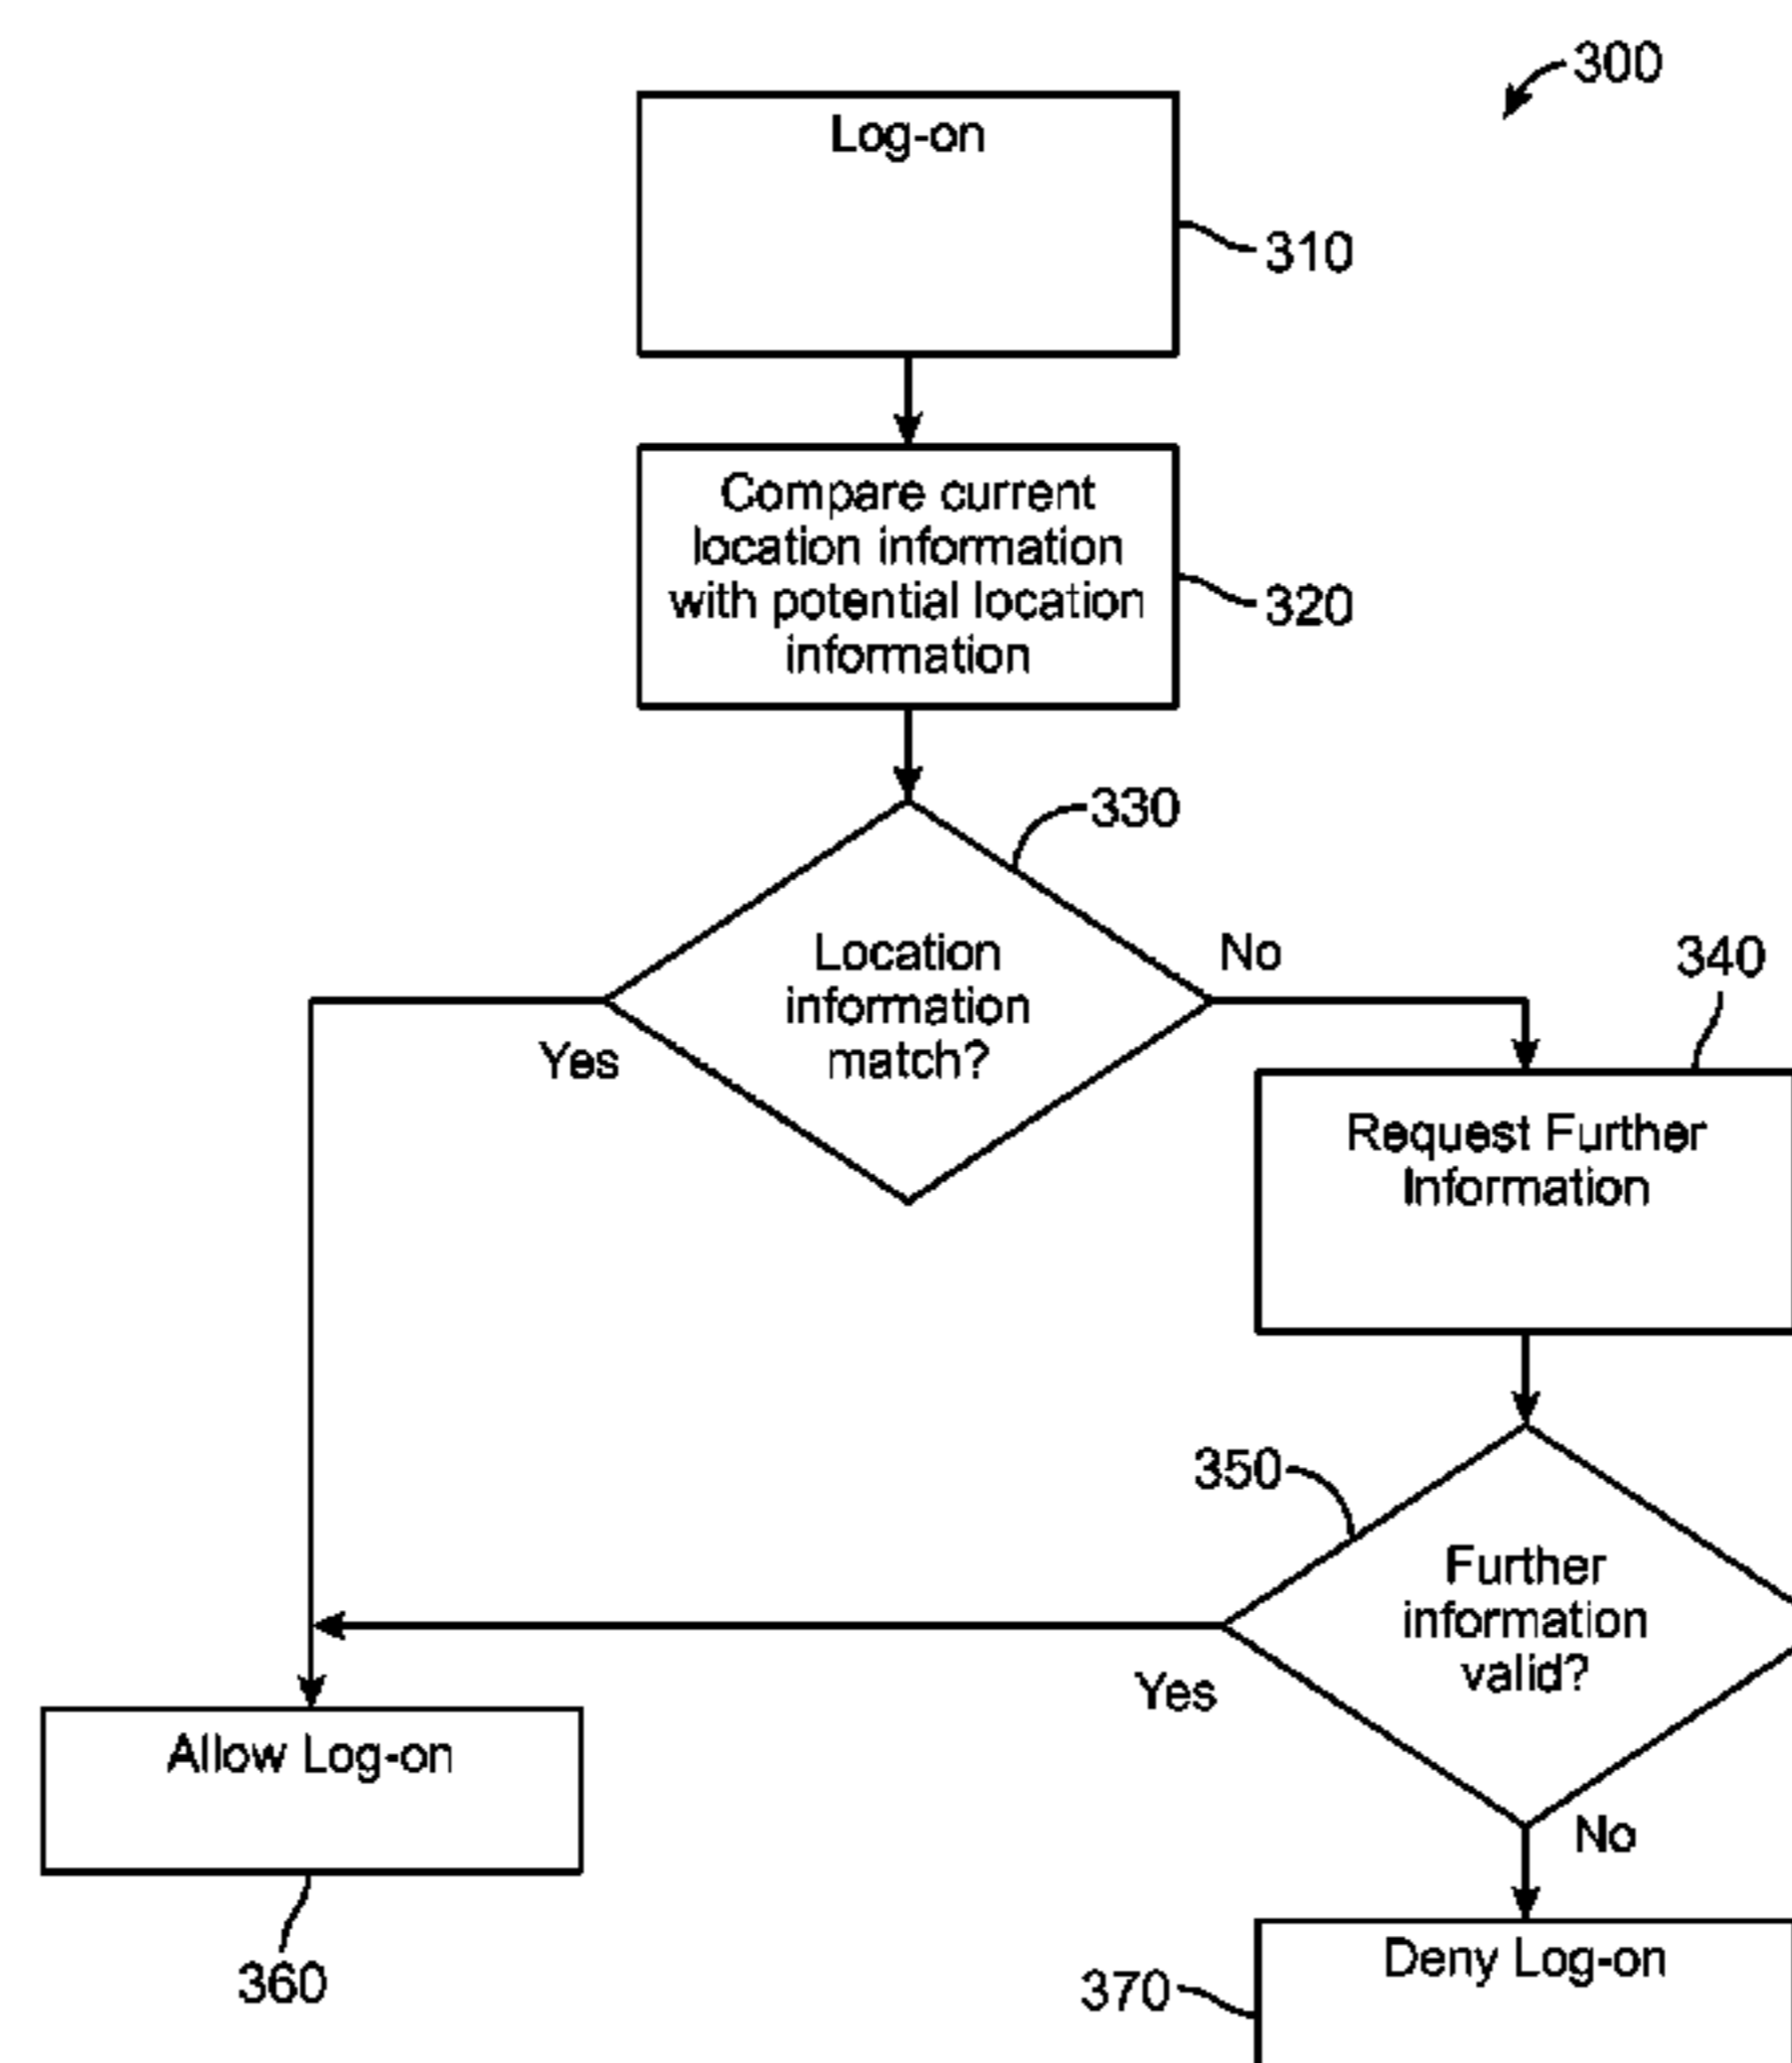 300
Log-on
310
Compare current
location information
with potential location
information
320
330
Location
information
match?
No
Yes
340
Request Further
Information
350
Further
information
valid?
Yes
No
Allow Log-on
360
Deny Log-on
370